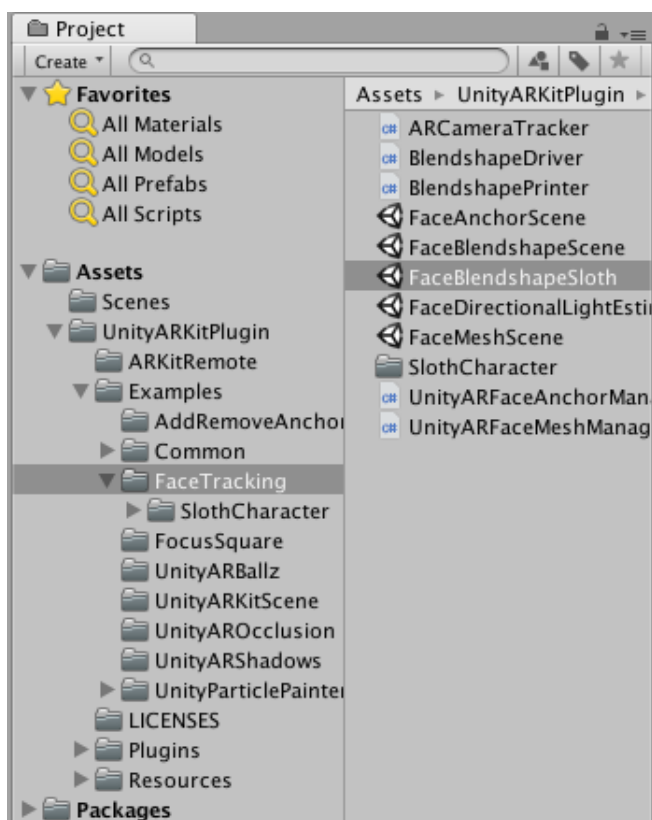 Project
Create
Favorites
All Materials
All Models
All Prefabs
All Scripts
Assets
Scenes
UnityARKitPlugin
ARKitRemote
Examples
AddRemoveAnchor
Common
FaceTracking
SlothCharacter
FocusSquare
UnityARBallz
UnityARKitScene
UnityAROcclusion
UnityARShadows
UnityParticlePainter
LICENSES
Plugins
Resources
Packages
Assets UnityARKitPlugin
C# ARCameraTracker
C# BlendshapeDriver
C# BlendshapePrinter
FaceAnchorScene
FaceBlendshapeScene
FaceBlendshapeSloth
FaceDirectionalLightEsti
FaceMeshScene
SlothCharacter
C# UnityARFaceAnchorMan
C# UnityARFaceMeshManag